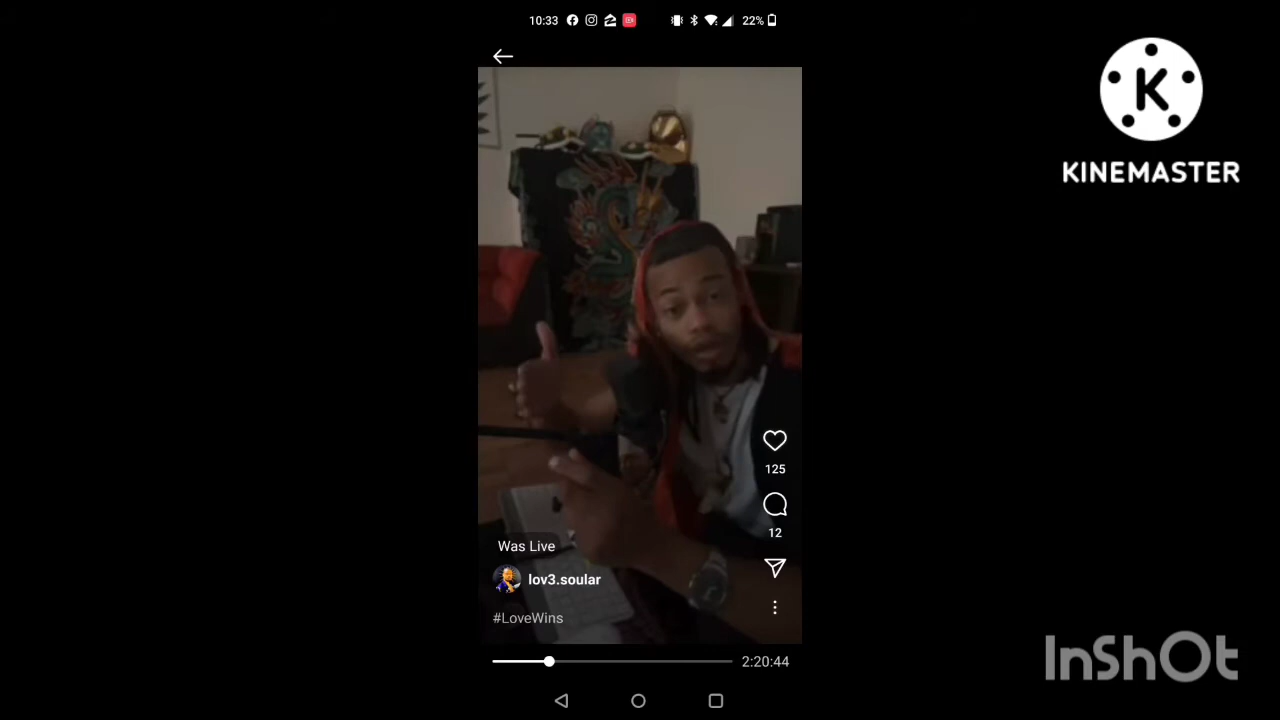 10:33
22%
K
KINEMASTER
125
12
Was Live
lov3.soular
#LoveWins
2:20:44
InShOt